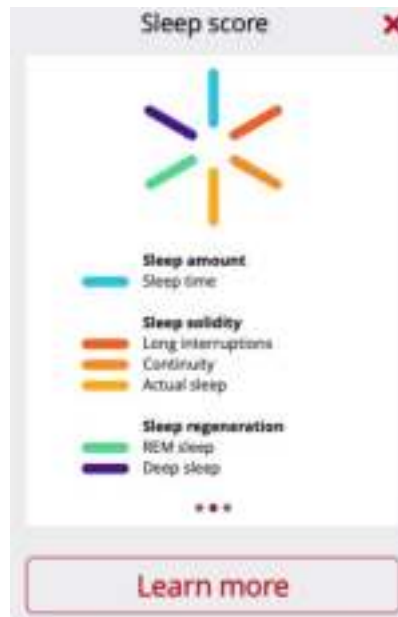 Sleep score
Sleep amount
Sleep time
Sleep solidity
Long interruptions
Continuity
Actual sleep
Sleep regeneration
REM sleep
Deep sleep
Learn more